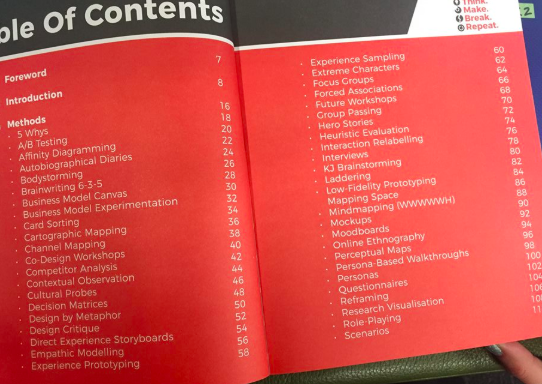 ble Of Contents
Foreword 7
Introduction 8
Methods 16
· 5 Whys 18
· A/B Testing 20
· Affinity Diagramming 22
· Autobiographical Diaries 24
· Bodystorming 26
· Brainwriting 6-3-5 28
· Business Model Canvas 30
· Business Model Experimentation 32
· Card Sorting 34
· Cartographic Mapping 36
· Channel Mapping 38
· Co-Design Workshops 40
· Competitor Analysis 42
· Contextual Observation 44
· Cultural Probes 46
· Decision Matrices 48
· Design by Metaphor 50
· Design Critique 52
· Direct Experience Storyboards 54
· Empathic Modelling 56
· Experience Prototyping 58
Think.
Make.
Break.
Repeat.
· Experience Sampling 60
· Extreme Characters 62
· Focus Groups 64
· Forced Associations 66
· Future Workshops 68
· Group Passing 70
· Hero Stories 72
· Heuristic Evaluation 74
· Interaction Relabelling 76
· Interviews 78
· KJ Brainstorming 80
· Laddering 82
· Low-Fidelity Prototyping 84
· Mapping Space 86
· Mindmapping (WWWWWH) 88
· Mockups 90
· Moodboards 92
· Online Ethnography 94
· Perceptual Maps 96
· Persona-Based Walkthroughs 98
· Personas 100
· Questionnaires 102
· Reframing
· Research Visualisation
· Role-Playing
· Scenarios